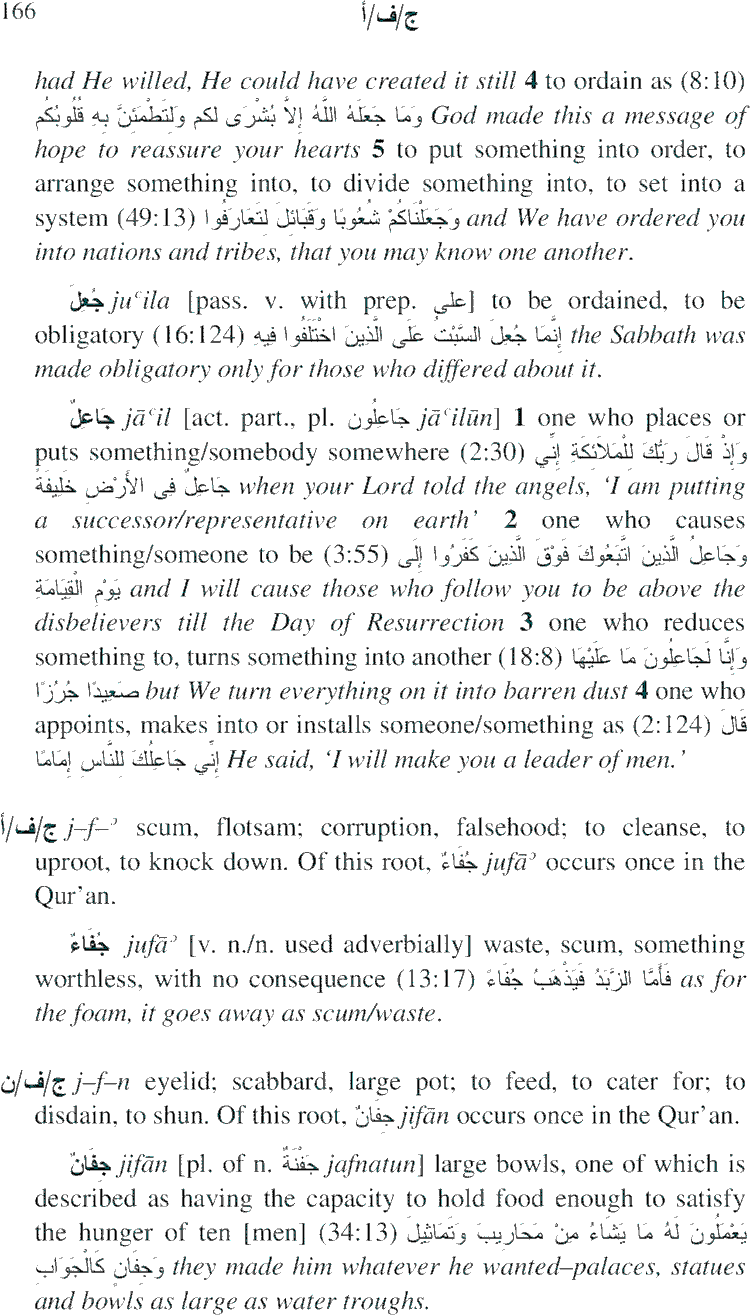 166
ج/ف/أ
had He willed, He could have created it still 4 to ordain as (8:10)
وَمَا جَعَلَهُ اللَّهُ إِلاَّ بُشْرَى لكم وَلِتَطْمَئِنَّ بِهِ قُلُوبُكُم God made this a message of
hope to reassure your hearts 5 to put something into order, to
arrange something into, to divide something into, to set into a
system (49:13) وَجَعَلْنَاكُمْ شُعُوبًا وَقَبَائِلَ لتَعَارَفُوا and We have ordered you
into nations and tribes, that you may know one another.
جُعِلَ juʿila [pass. v. with prep. على] to be ordained, to be
obligatory (16:124) إِنَّمَا جُعِلَ السَّبْتُ عَلَى الَّذِينَ اخْتَلَفُوا فِيهِ the Sabbath was
made obligatory only for those who differed about it.
جَاعِلٌ jāʿil [act. part., pl. جَاعِلُون jāʿilūn] 1 one who places or
puts something/somebody somewhere (2:30) وَإِذْ قَالَ رَبُّكَ لِلْمَلاَئِكَةِ إِنِّي
جَاعِلٌ فِى الأَرْضِ خَلِيفَةً when your Lord told the angels, ‘I am putting
a successor/representative on earth’ 2 one who causes
something/someone to be (3:55) وَجَاعِلُ الَّذِينَ اتَّبَعُوكَ فَوْقَ الَّذِينَ كَفَرُوا إِلَى
يَوْمِ الْقِيَامَةِ and I will cause those who follow you to be above the
disbelievers till the Day of Resurrection 3 one who reduces
something to, turns something into another (18:8) وَإِنَّا لَجَاعِلُونَ مَا عَلَيْهَا
صَعِيدًا جُرُزًا but We turn everything on it into barren dust 4 one who
appoints, makes into or installs someone/something as (2:124) قَالَ
إِنِّي جَاعِلُكَ لِلنَّاسِ إِمَامًا He said, ‘I will make you a leader of men.’
ج/ف/أ j–f–ʾ scum, flotsam; corruption, falsehood; to cleanse, to
uproot, to knock down. Of this root, جُفَاءٌ jufāʾ occurs once in the
Qur’an.
جُفَاءٌ jufāʾ [v. n./n. used adverbially] waste, scum, something
worthless, with no consequence (13:17) فَأَمَّا الزَّبَدُ فَيَذْهَبُ جُفَاءً as for
the foam, it goes away as scum/waste.
ج/ف/ن j–f–n eyelid; scabbard, large pot; to feed, to cater for; to
disdain, to shun. Of this root, جِفَانٌ jifān occurs once in the Qur’an.
جِفَانٌ jifān [pl. of n. جَفْنَةٌ jafnatun] large bowls, one of which is
described as having the capacity to hold food enough to satisfy
the hunger of ten [men] (34:13) يَعْمَلُونَ لَهُ مَا يَشَاءُ مِنْ مَحَارِيبَ وَتَمَاثِيلَ
وَجِفَانٍ كَالْجَوَابِ they made him whatever he wanted–palaces, statues
and bowls as large as water troughs.